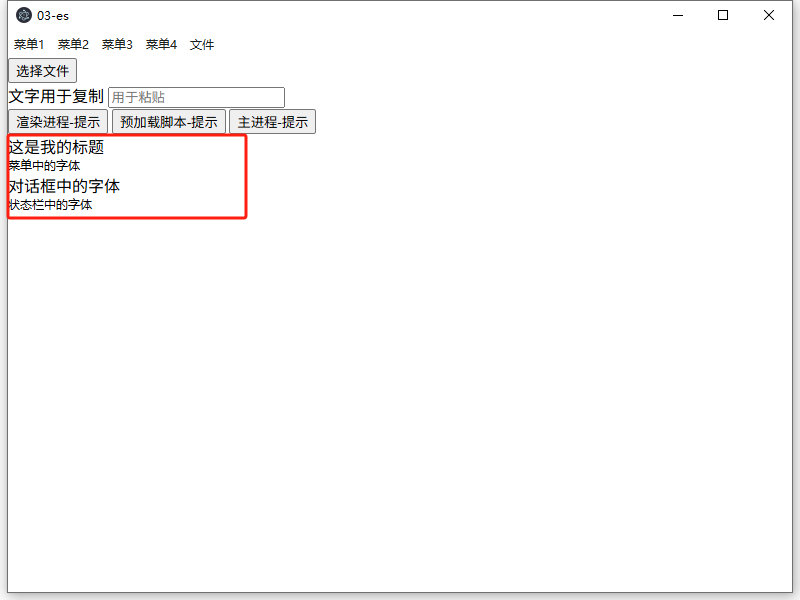 03-es
菜单1 菜单2 菜单3 菜单4 文件
选择文件
文字用于复制 用于粘贴
渲染进程-提示 预加载脚本-提示 主进程-提示
这是我的标题
菜单中的字体
对话框中的字体
状态栏中的字体